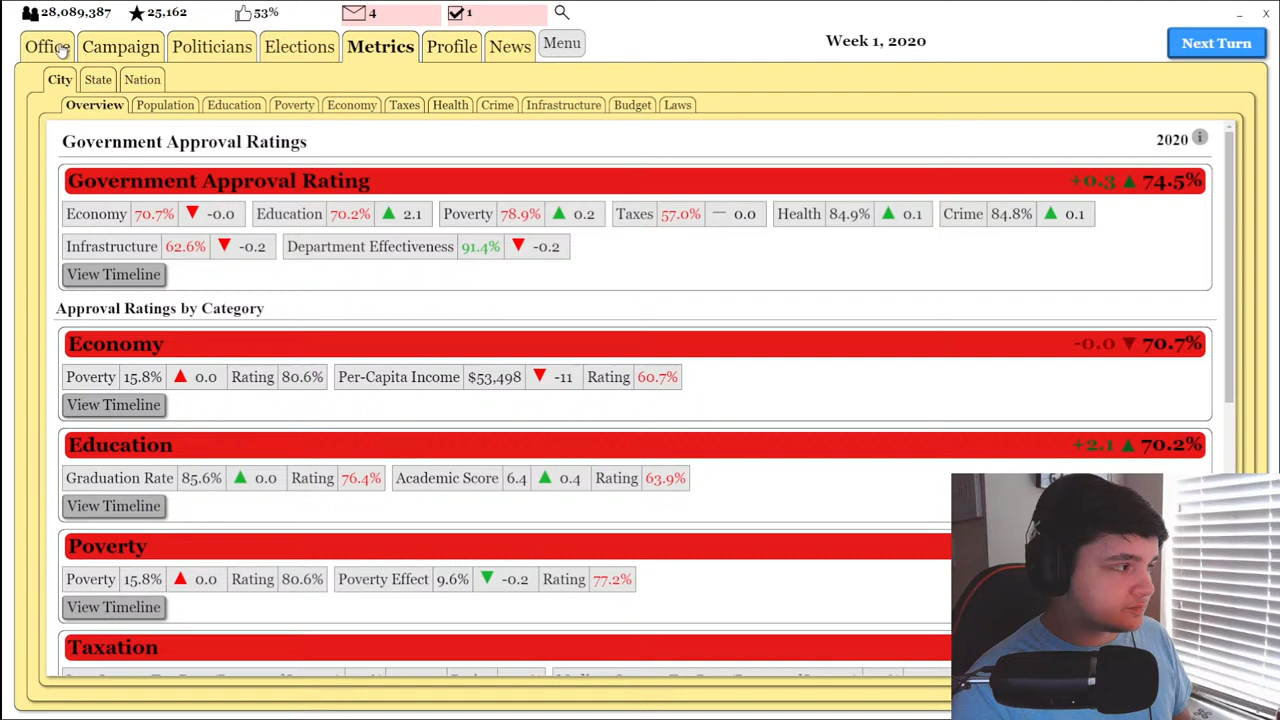 28,089,387 25,162 53% 4 1
Office Campaign Politicians Elections Metrics Profile News Menu Week 1, 2020 Next Turn
_ X
City State Nation
Overview Population Education Poverty Economy Taxes Health Crime Infrastructure Budget Laws
Government Approval Ratings 2020 i
Government Approval Rating +0.3 74.5%
Economy 70.7% -0.0 Education 70.2% 2.1 Poverty 78.9% 0.2 Taxes 57.0% 0.0 Health 84.9% 0.1 Crime 84.8% 0.1
Infrastructure 62.6% -0.2 Department Effectiveness 91.4% -0.2
View Timeline
Approval Ratings by Category
Economy -0.0 70.7%
Poverty 15.8% 0.0 Rating 80.6% Per-Capita Income $53,498 -11 Rating 60.7%
View Timeline
Education +2.1 70.2%
Graduation Rate 85.6% 0.0 Rating 76.4% Academic Score 6.4 0.4 Rating 63.9%
View Timeline
Poverty
Poverty 15.8% 0.0 Rating 80.6% Poverty Effect 9.6% -0.2 Rating 77.2%
View Timeline
Taxation